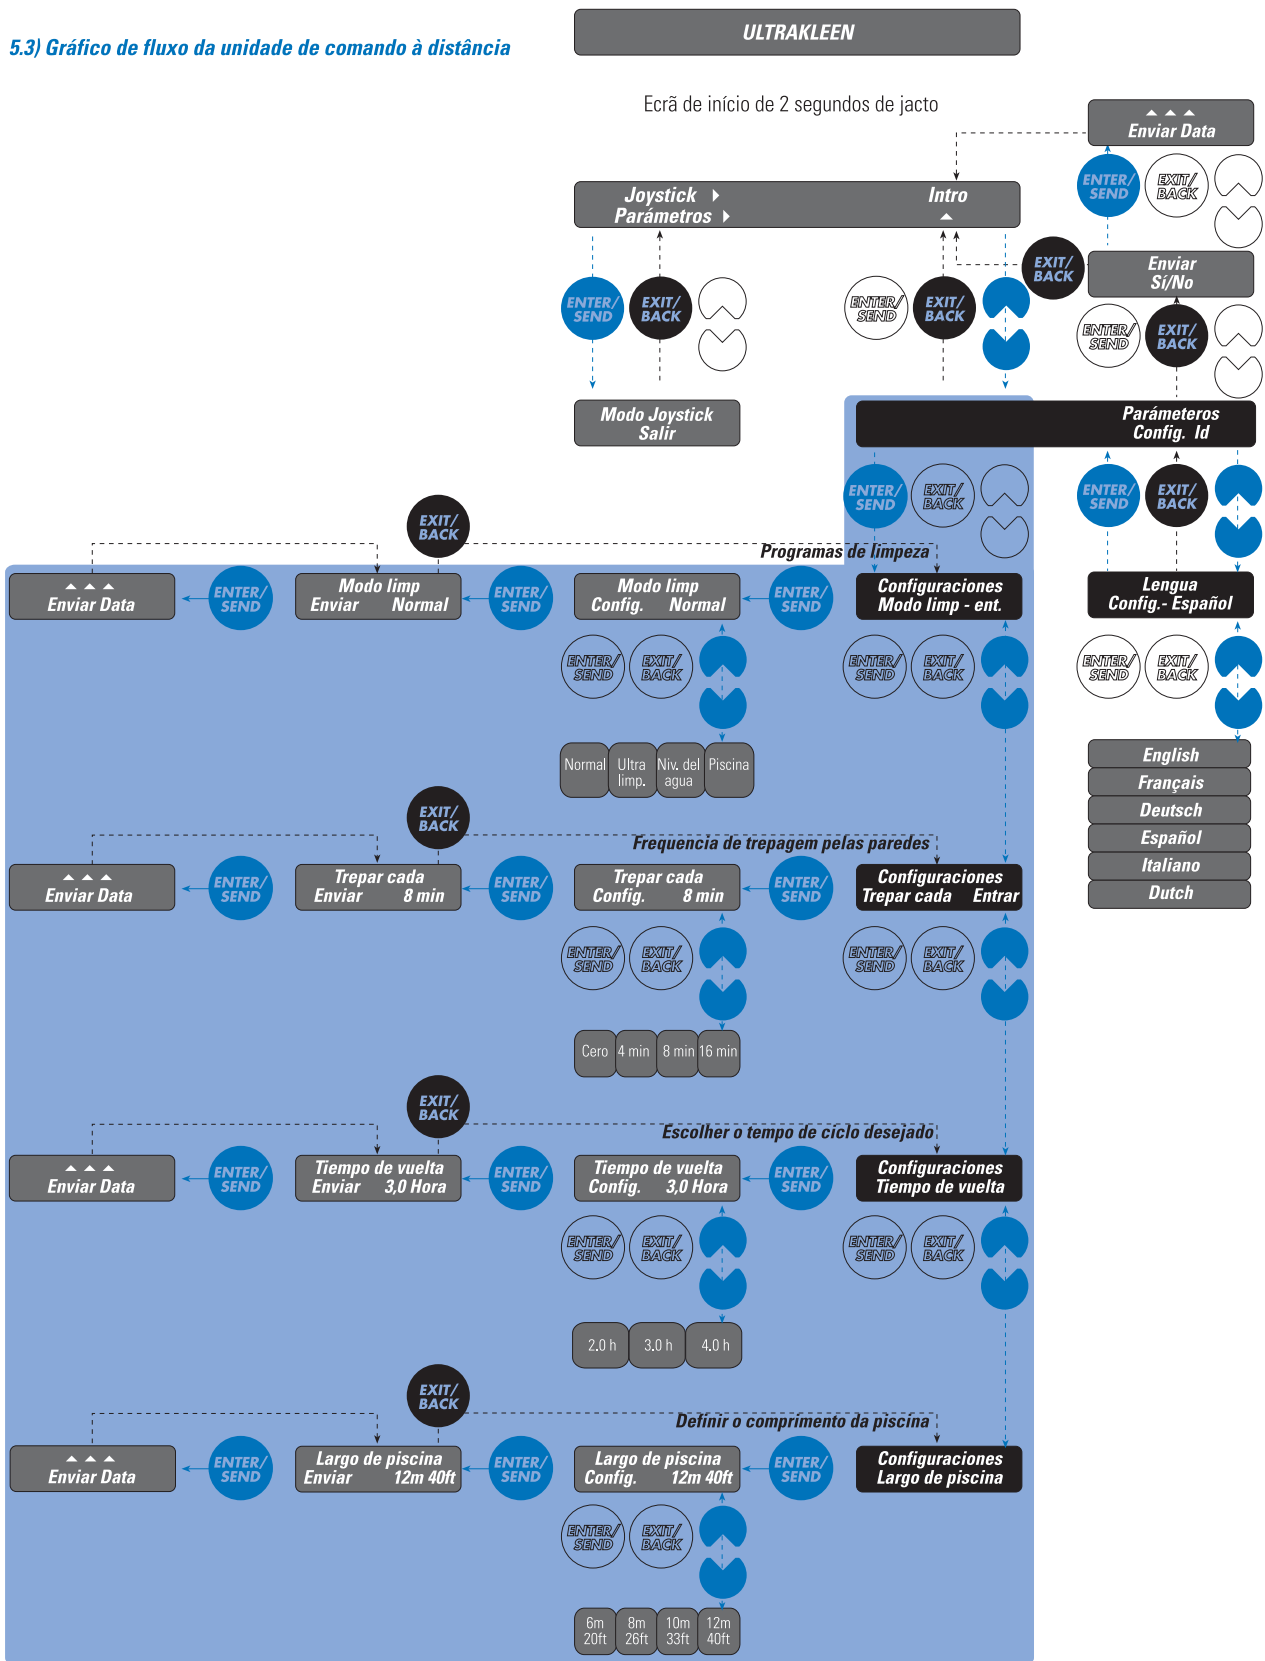 5.3) Gráfico de fluxo da unidade de comando à distância
ULTRAKLEEN
Ecrã de início de 2 segundos de jacto
Enviar Data
ENTER/
SEND
EXIT/
BACK
Joystick
Parámetros
Intro
EXIT/
BACK
Enviar
Sí/No
ENTER/
SEND
EXIT/
BACK
ENTER/
SEND
EXIT/
BACK
ENTER/
SEND
EXIT/
BACK
Modo Joystick
Salir
Parámeteros
Config. Id
ENTER/
SEND
EXIT/
BACK
ENTER/
SEND
EXIT/
BACK
EXIT/
BACK
Programas de limpeza
Enviar Data
ENTER/
SEND
Modo limp
Enviar Normal
ENTER/
SEND
Modo limp
Config. Normal
ENTER/
SEND
Configuraciones
Modo limp - ent.
Lengua
Config.- Español
ENTER/
SEND
EXIT/
BACK
ENTER/
SEND
EXIT/
BACK
ENTER/
SEND
EXIT/
BACK
Normal
Ultra
limp.
Niv. del
agua
Piscina
English
Français
Deutsch
Español
Italiano
Dutch
EXIT/
BACK
Frequencia de trepagem pelas paredes
Enviar Data
ENTER/
SEND
Trepar cada
Enviar 8 min
ENTER/
SEND
Trepar cada
Config. 8 min
ENTER/
SEND
Configuraciones
Trepar cada Entrar
ENTER/
SEND
EXIT/
BACK
ENTER/
SEND
EXIT/
BACK
Cero
4 min
8 min
16 min
EXIT/
BACK
Escolher o tempo de ciclo desejado
Enviar Data
ENTER/
SEND
Tiempo de vuelta
Enviar 3,0 Hora
ENTER/
SEND
Tiempo de vuelta
Config. 3,0 Hora
ENTER/
SEND
Configuraciones
Tiempo de vuelta
ENTER/
SEND
EXIT/
BACK
ENTER/
SEND
EXIT/
BACK
2.0 h
3.0 h
4.0 h
EXIT/
BACK
Definir o comprimento da piscina
Enviar Data
ENTER/
SEND
Largo de piscina
Enviar 12m 40ft
ENTER/
SEND
Largo de piscina
Config. 12m 40ft
ENTER/
SEND
Configuraciones
Largo de piscina
ENTER/
SEND
EXIT/
BACK
6m
20ft
8m
26ft
10m
33ft
12m
40ft